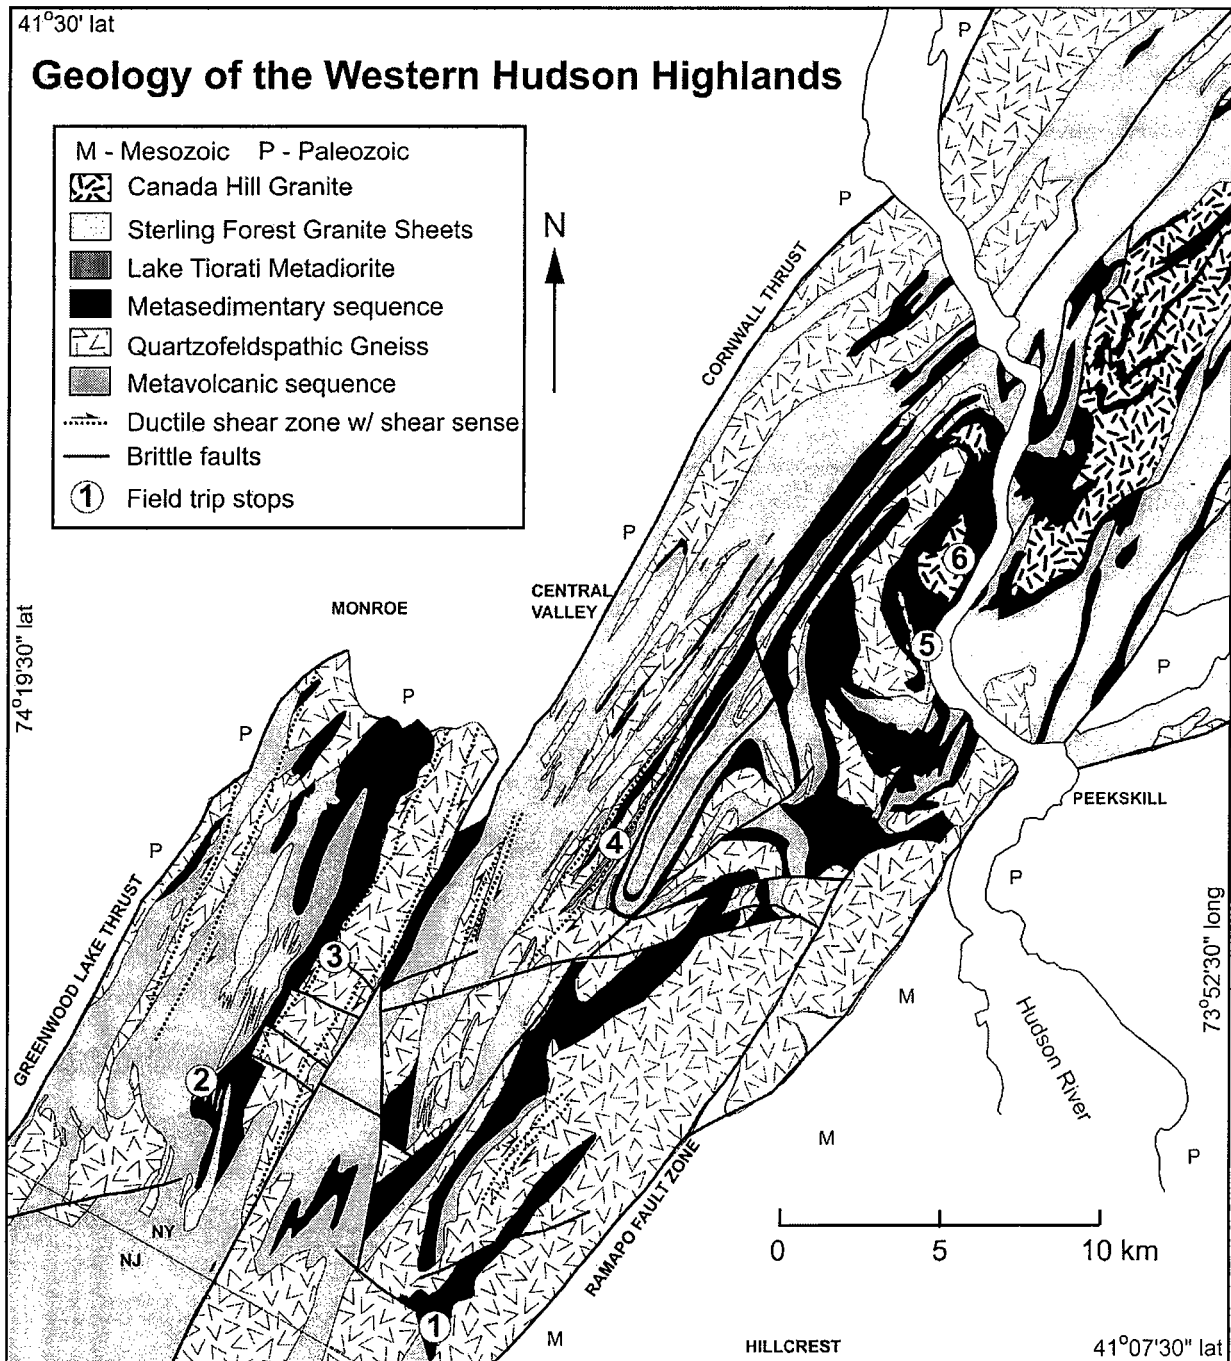 41°30' lat
Geology of the Western Hudson Highlands
M - Mesozoic P - Paleozoic
Canada Hill Granite
Sterling Forest Granite Sheets
Lake Tiorati Metadiorite
Metasedimentary sequence
Quartzofeldspathic Gneiss
Metavolcanic sequence
Ductile shear zone w/ shear sense
Brittle faults
1 Field trip stops
N
P
P
CORNWALL THRUST
P
74°19'30" lat
MONROE
CENTRAL
VALLEY
6
5
P
P
P
PEEKSKILL
4
P
GREENWOOD LAKE THRUST
P
3
M
73°52'30" long
Hudson River
2
M
P
RAMAPO FAULT ZONE
NY
NJ
0 5 10 km
1
M
HILLCREST
41°07'30" lat